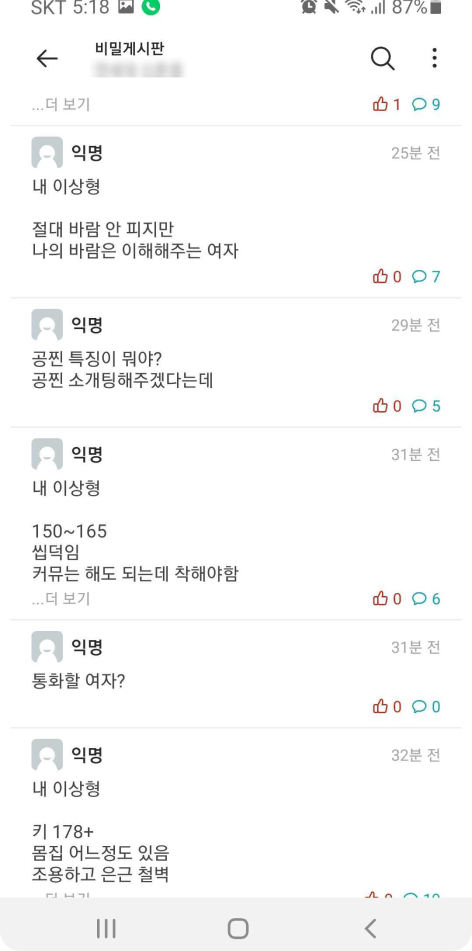 SKT 5:18 87%
비밀게시판
...더 보기
1 9
익명 25분 전
내 이상형
절대 바람 안 피지만
나의 바람은 이해해주는 여자
0 7
익명 29분 전
공찐 특징이 뭐야?
공찐 소개팅해주겠다는데
0 5
익명 31분 전
내 이상형
150~165
씹덕임
커뮤는 해도 되는데 착해야함
...더 보기
0 6
익명 31분 전
통화할 여자?
0 0
익명 32분 전
내 이상형
키 178+
몸집 어느정도 있음
조용하고 은근 철벽